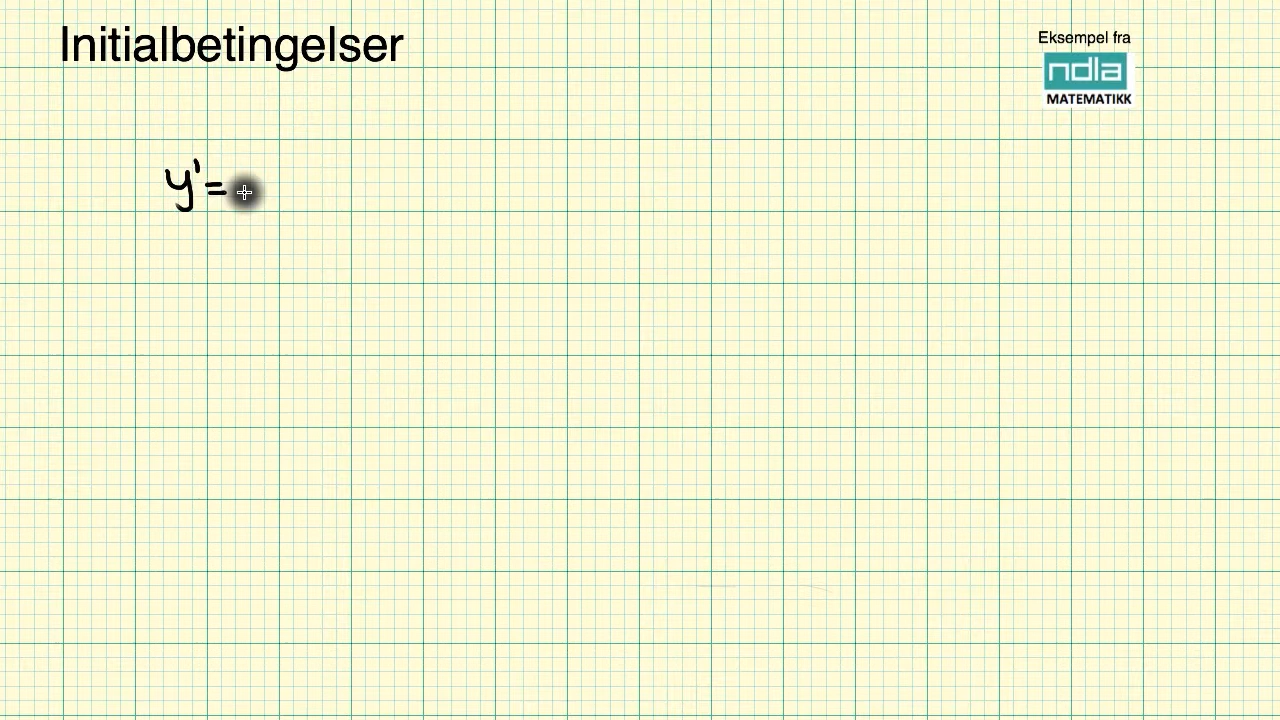 Initialbetingelser
Eksempel fra
ndla
MATEMATIKK
y'=